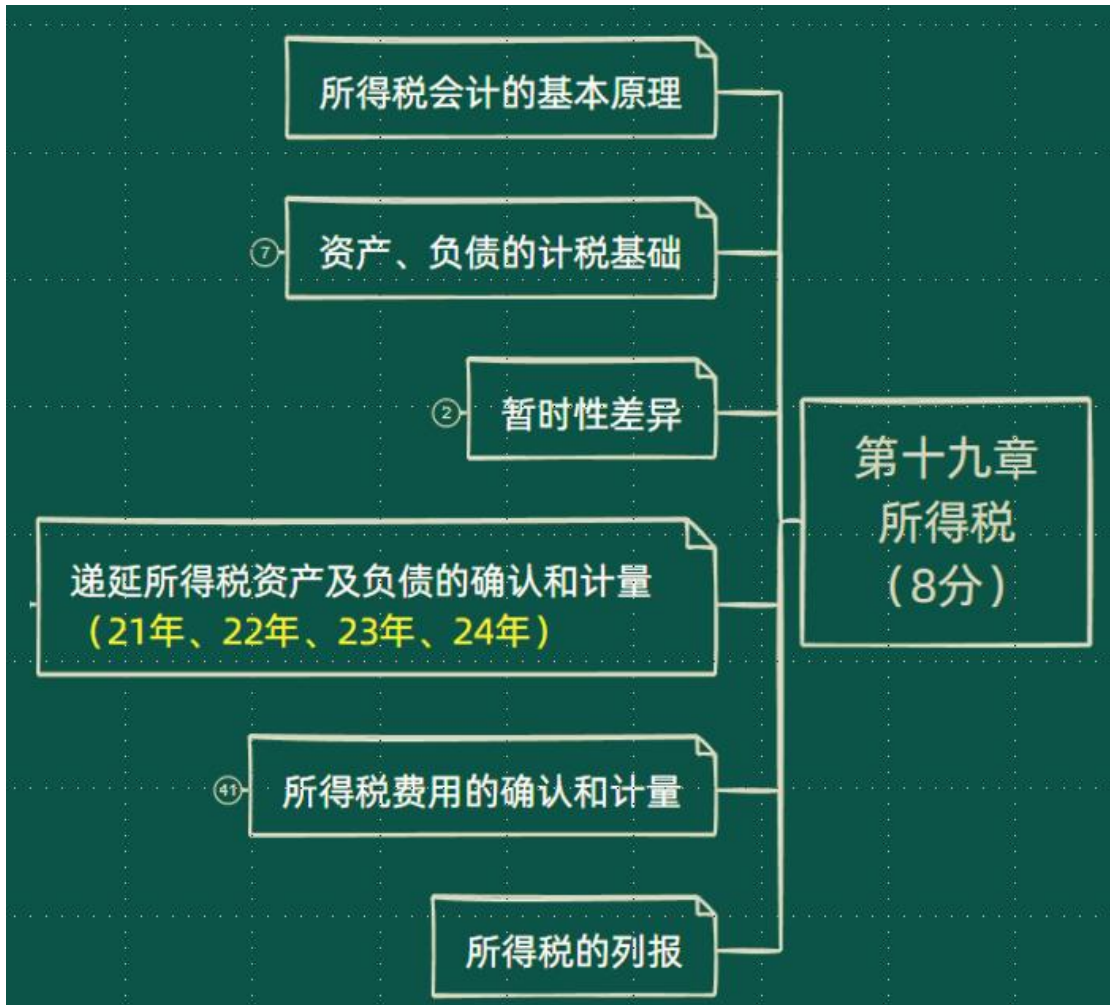 所得税会计的基本原理
⑦
资产、负债的计税基础
②
暂时性差异
第十九章
所得税
（8分）
递延所得税资产及负债的确认和计量
（21年、22年、23年、24年）
㊶
所得税费用的确认和计量
所得税的列报